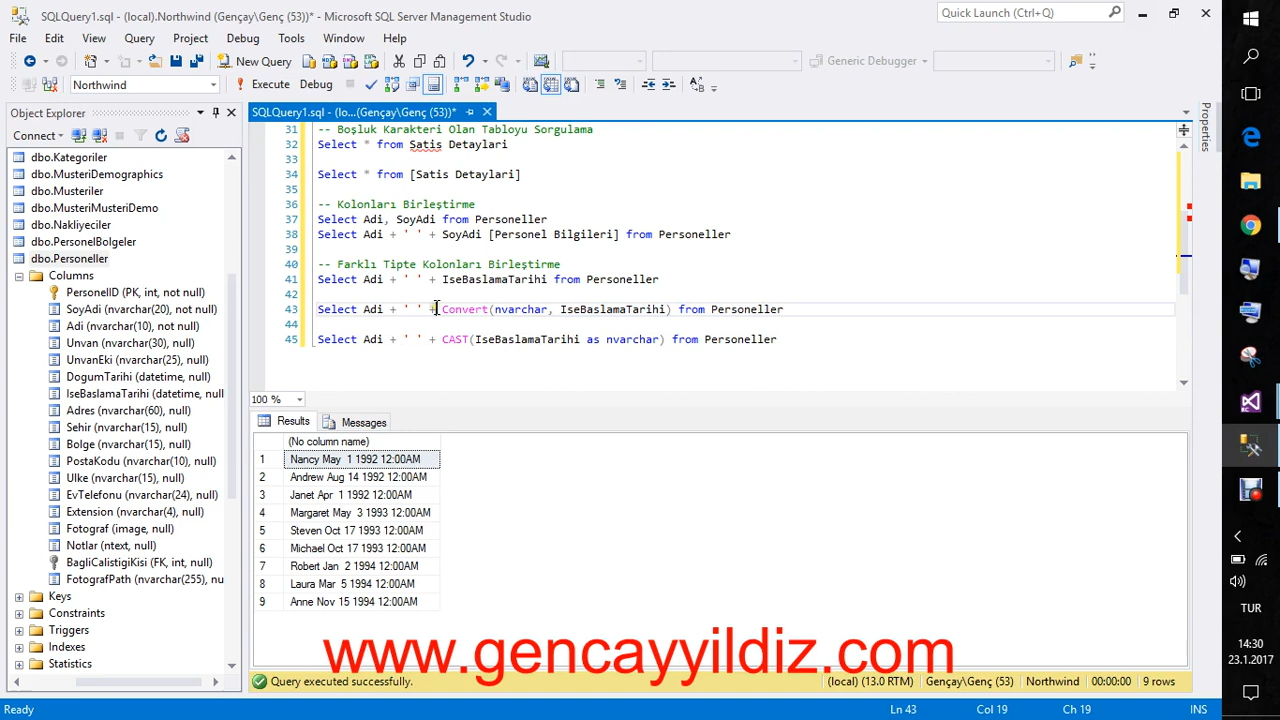 SQLQuery1.sql - (local).Northwind (Gençay\Genç (53))* - Microsoft SQL Server Management Studio
Quick Launch (Ctrl+Q)
File Edit View Query Project Debug Tools Window Help
New Query
Generic Debugger
Northwind
Execute Debug
Object Explorer
SQLQuery1.sql - (lo...(Gençay\Genç (53))*
Properties
Connect
dbo.Kategoriler
dbo.MusteriDemographics
dbo.Musteriler
dbo.MusteriMusteriDemo
dbo.Nakliyeciler
dbo.PersonelBolgeler
dbo.Personeller
Columns
PersonelID (PK, int, not null)
SoyAdi (nvarchar(20), not null)
Adi (nvarchar(10), not null)
Unvan (nvarchar(30), null)
UnvanEki (nvarchar(25), null)
DogumTarihi (datetime, null)
IseBaslamaTarihi (datetime, null)
Adres (nvarchar(60), null)
Sehir (nvarchar(15), null)
Bolge (nvarchar(15), null)
PostaKodu (nvarchar(10), null)
Ulke (nvarchar(15), null)
EvTelefonu (nvarchar(24), null)
Extension (nvarchar(4), null)
Fotograf (image, null)
Notlar (ntext, null)
BagliCalistigiKisi (FK, int, null)
FotografPath (nvarchar(255), nu
Keys
Constraints
Triggers
Indexes
Statistics
31 -- Boşluk Karakteri Olan Tabloyu Sorgulama
32 Select * from Satis Detaylari
33
34 Select * from [Satis Detaylari]
35
36 -- Kolonları Birleştirme
37 Select Adi, SoyAdi from Personeller
38 Select Adi + ' ' + SoyAdi [Personel Bilgileri] from Personeller
39
40 -- Farklı Tipte Kolonları Birleştirme
41 Select Adi + ' ' + IseBaslamaTarihi from Personeller
42
43 Select Adi + ' ' + Convert(nvarchar, IseBaslamaTarihi) from Personeller
44
45 Select Adi + ' ' + CAST(IseBaslamaTarihi as nvarchar) from Personeller
100 %
Results Messages
(No column name)
1 Nancy May  1 1992 12:00AM
2 Andrew Aug 14 1992 12:00AM
3 Janet Apr  1 1992 12:00AM
4 Margaret May  3 1993 12:00AM
5 Steven Oct 17 1993 12:00AM
6 Michael Oct 17 1993 12:00AM
7 Robert Jan  2 1994 12:00AM
8 Laura Mar  5 1994 12:00AM
9 Anne Nov 15 1994 12:00AM
www.gencayyildiz.com
Query executed successfully.
(local) (13.0 RTM) Gençay\Genç (53) Northwind 00:00:00 9 rows
Ready Ln 43 Col 19 Ch 19 INS
TUR
14:30
23.1.2017